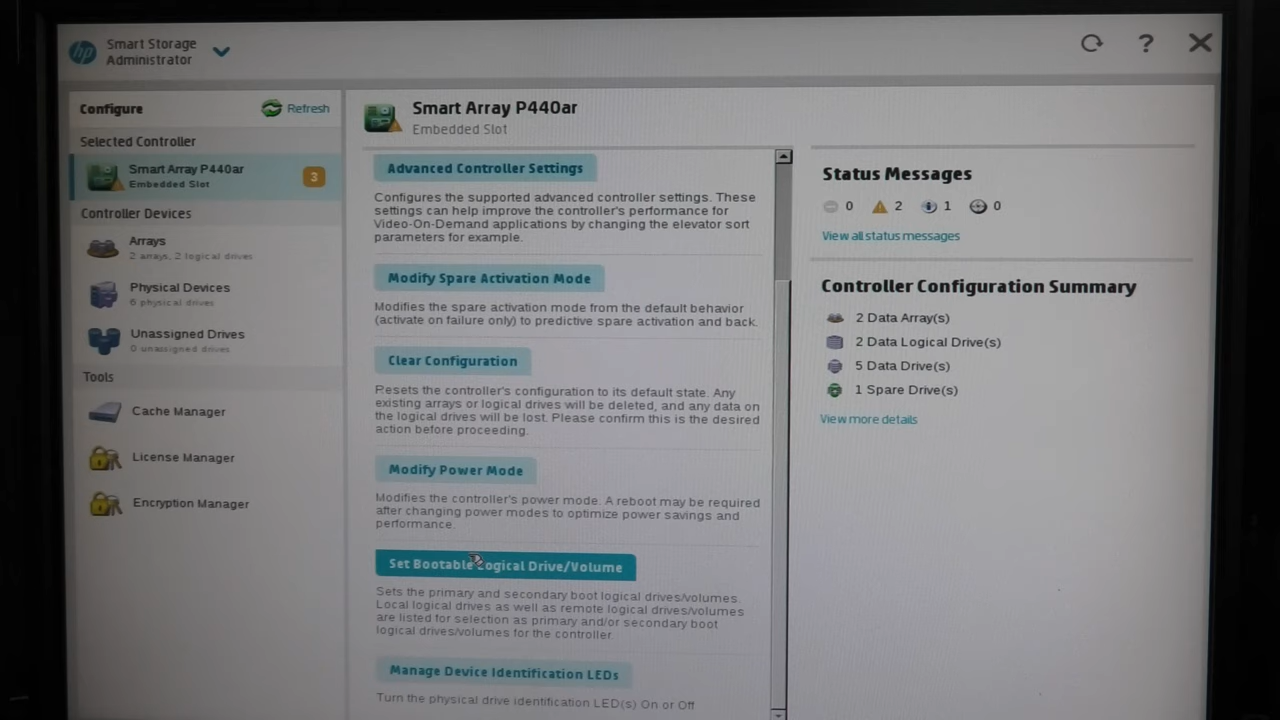 hp
Smart Storage
Administrator
Configure
Refresh
Selected Controller
Smart Array P440ar
Embedded Slot
3
Controller Devices
Arrays
2 arrays, 2 logical drives
Physical Devices
6 physical drives
Unassigned Drives
0 unassigned drives
Tools
Cache Manager
License Manager
Encryption Manager
Smart Array P440ar
Embedded Slot
Advanced Controller Settings
Configures the supported advanced controller settings. These
settings can help improve the controller's performance for
Video-On-Demand applications by changing the elevator sort
parameters for example.
Modify Spare Activation Mode
Modifies the spare activation mode from the default behavior
(activate on failure only) to predictive spare activation and back.
Clear Configuration
Resets the controller's configuration to its default state. Any
existing arrays or logical drives will be deleted, and any data on
the logical drives will be lost. Please confirm this is the desired
action before proceeding.
Modify Power Mode
Modifies the controller's power mode. A reboot may be required
after changing power modes to optimize power savings and
performance.
Set Bootable Logical Drive/Volume
Sets the primary and secondary boot logical drives/volumes.
Local logical drives as well as remote logical drives/volumes
are listed for selection as primary and/or secondary boot
logical drives/volumes for the controller.
Manage Device Identification LEDs
Turn the physical drive identification LED(s) On or Off
?
Status Messages
0 2 1 0
View all status messages
Controller Configuration Summary
2 Data Array(s)
2 Data Logical Drive(s)
5 Data Drive(s)
1 Spare Drive(s)
View more details